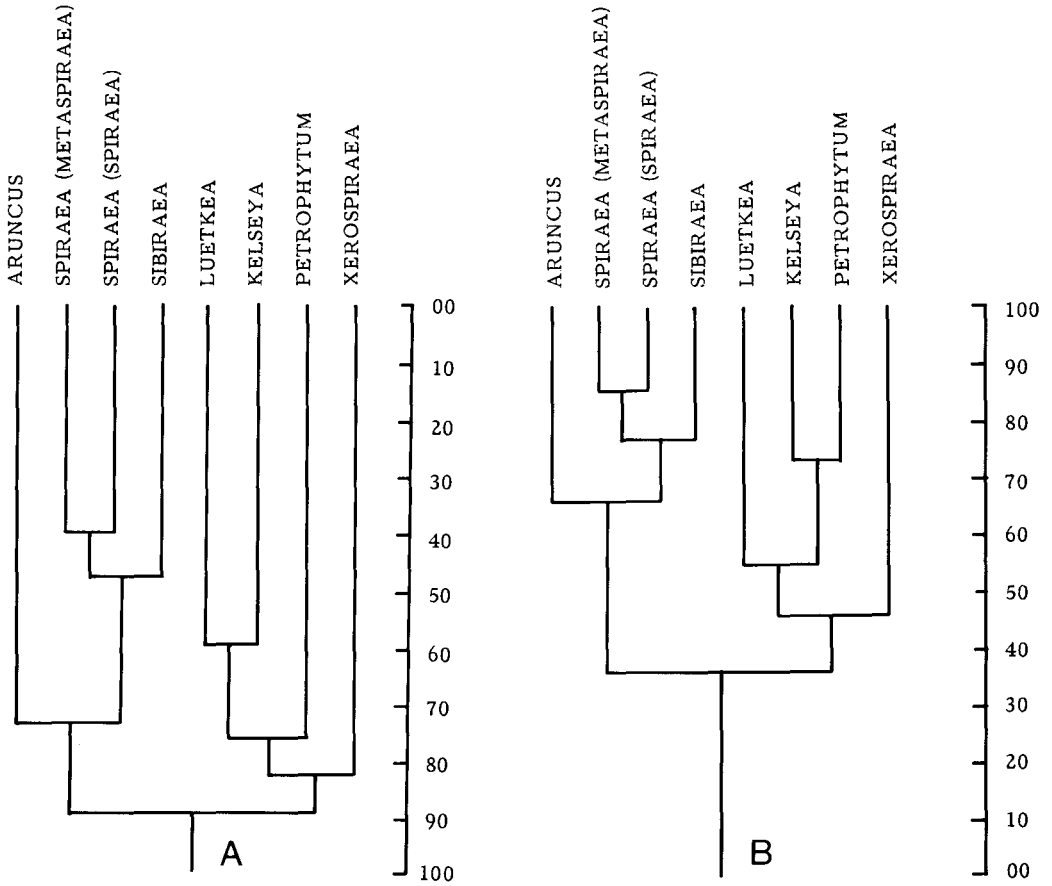 ARUNCUS
SPIRAEA (METASPIRAEA)
SPIRAEA (SPIRAEA)
SIBIRAEA
LUETKEA
KELSEYA
PETROPHYTUM
XEROSPIRAEA
00
10
20
30
40
50
60
70
80
90
100
A
ARUNCUS
SPIRAEA (METASPIRAEA)
SPIRAEA (SPIRAEA)
SIBIRAEA
LUETKEA
KELSEYA
PETROPHYTUM
XEROSPIRAEA
100
90
80
70
60
50
40
30
20
10
00
B